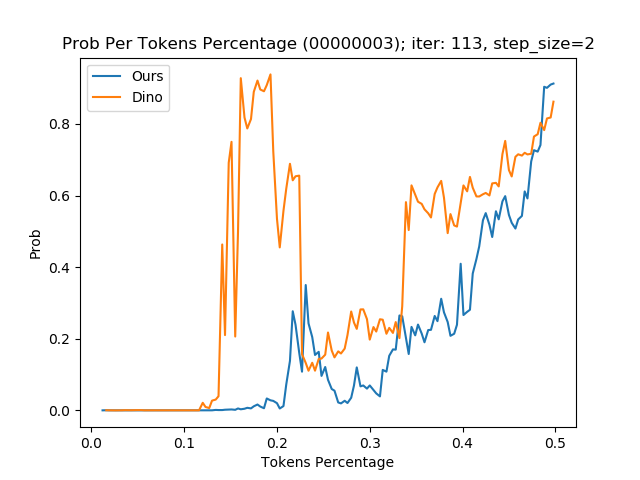 Prob Per Tokens Percentage (00000003); iter: 113, step_size=2
Ours
Dino
0.8
0.6
0.4
0.2
0.0
Prob
0.0 0.1 0.2 0.3 0.4 0.5
Tokens Percentage